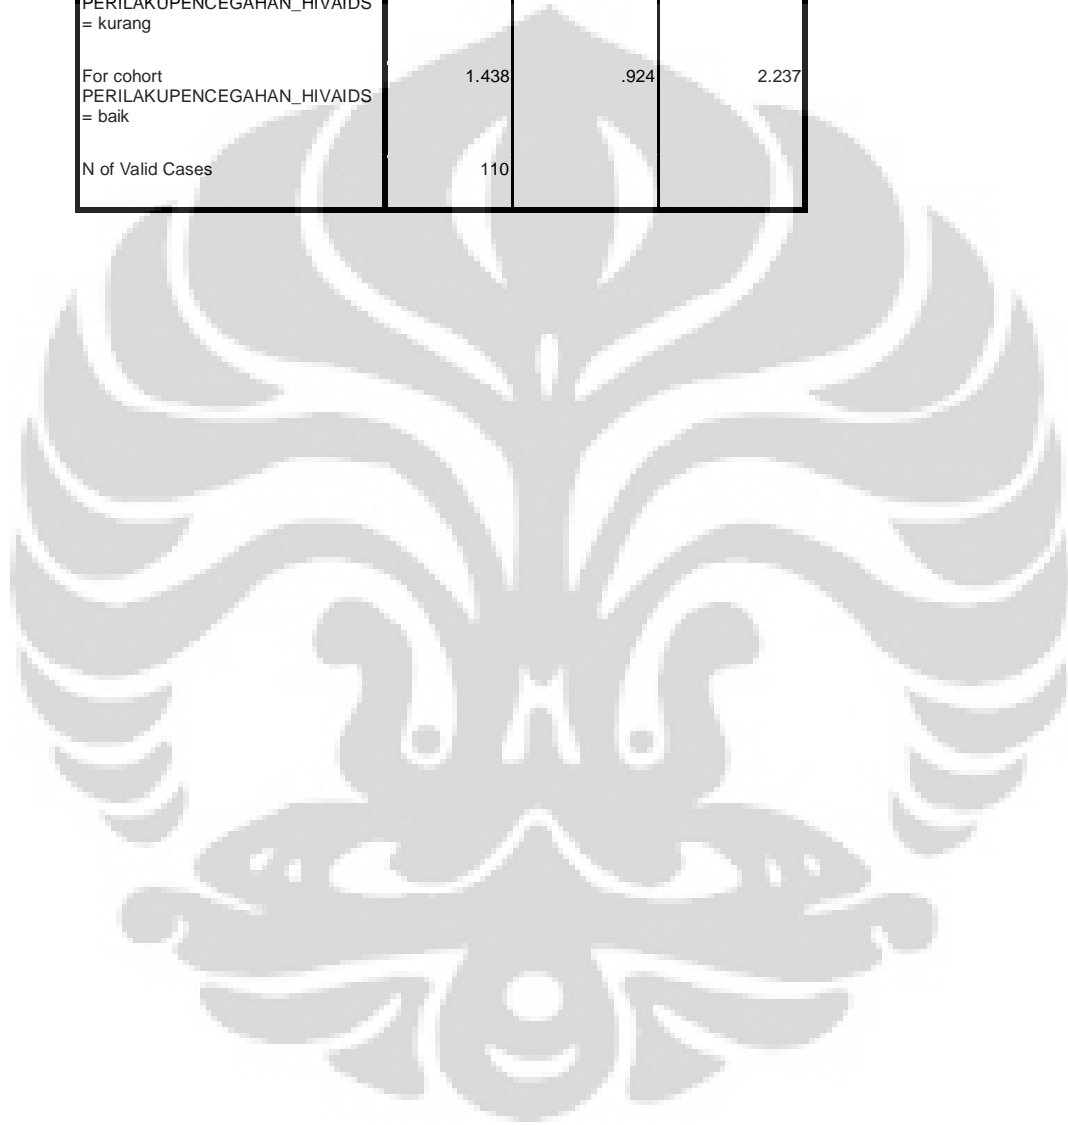 PERILAKUPENCEGAHAN_HIVAIDS
= kurang
For cohort 1.438 .924 2.237
PERILAKUPENCEGAHAN_HIVAIDS
= baik
N of Valid Cases 110